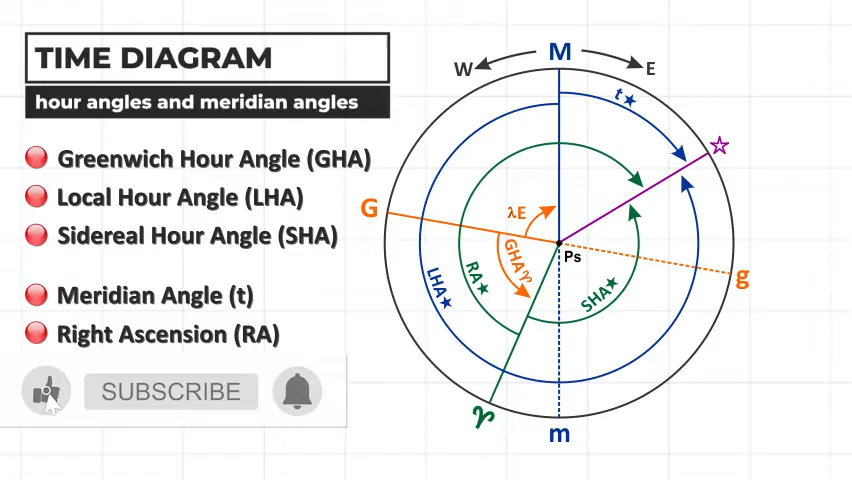 TIME DIAGRAM
hour angles and meridian angles
Greenwich Hour Angle (GHA)
Local Hour Angle (LHA)
Sidereal Hour Angle (SHA)
Meridian Angle (t)
Right Ascension (RA)
SUBSCRIBE
W
M
E
t★
☆
G
λE
GHA♈
Ps
LHA★
RA★
SHA★
g
♈
m